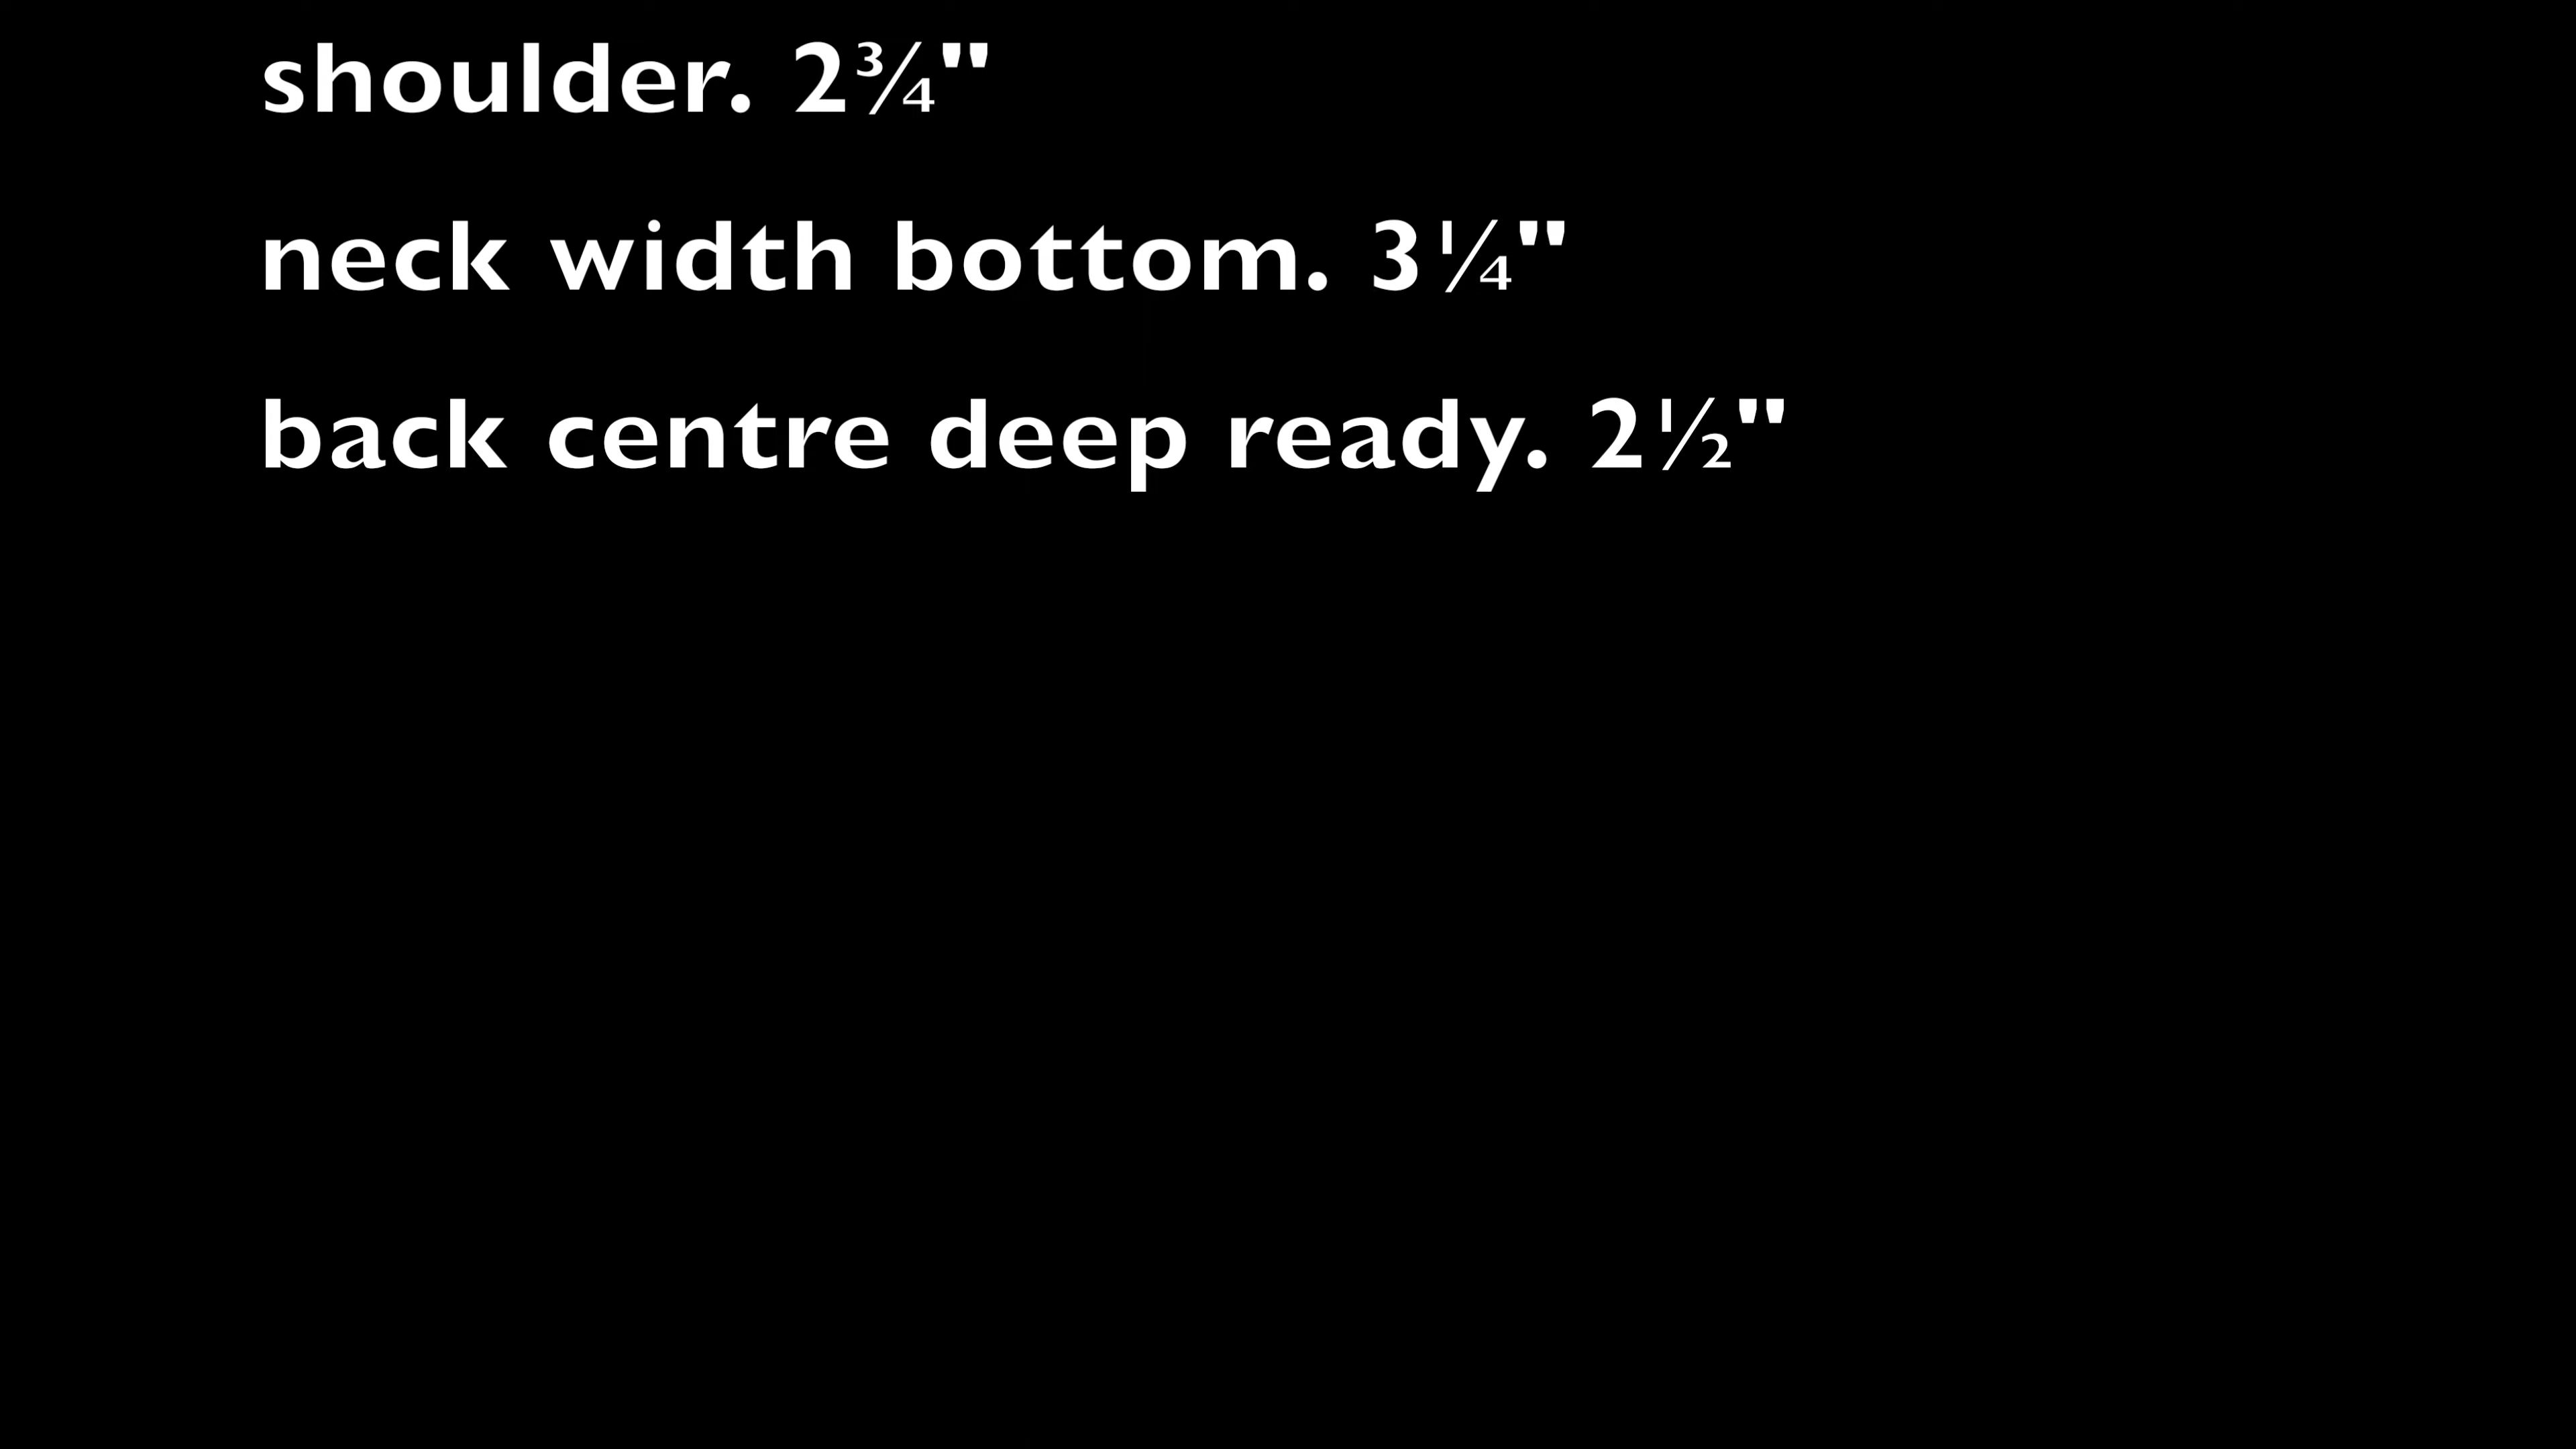 shoulder. 2¾"
neck width bottom. 3¼"
back centre deep ready. 2½"